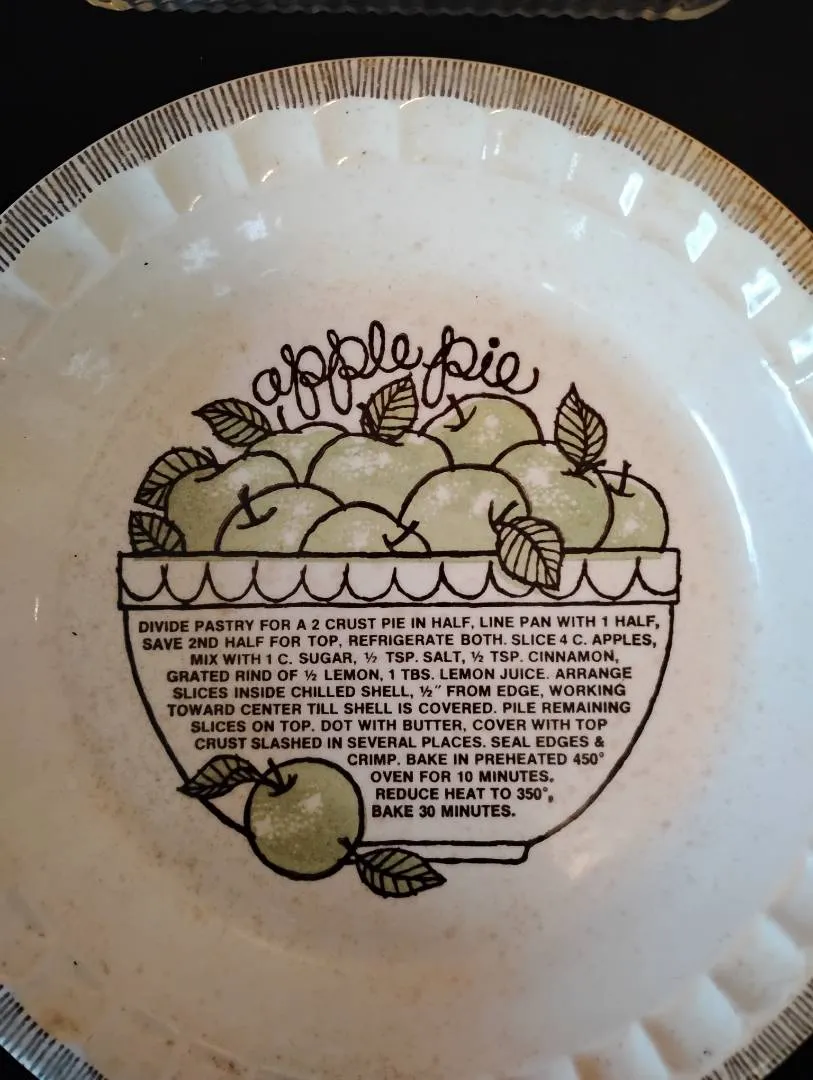 apple pie
DIVIDE PASTRY FOR A 2 CRUST PIE IN HALF, LINE PAN WITH 1 HALF,
SAVE 2ND HALF FOR TOP, REFRIGERATE BOTH. SLICE 4 C. APPLES,
MIX WITH 1 C. SUGAR, ½ TSP. SALT, ½ TSP. CINNAMON,
GRATED RIND OF ½ LEMON, 1 TBS. LEMON JUICE. ARRANGE
SLICES INSIDE CHILLED SHELL, ½" FROM EDGE, WORKING
TOWARD CENTER TILL SHELL IS COVERED. PILE REMAINING
SLICES ON TOP. DOT WITH BUTTER, COVER WITH TOP
CRUST SLASHED IN SEVERAL PLACES. SEAL EDGES &
CRIMP. BAKE IN PREHEATED 450°
OVEN FOR 10 MINUTES.
REDUCE HEAT TO 350°,
BAKE 30 MINUTES.